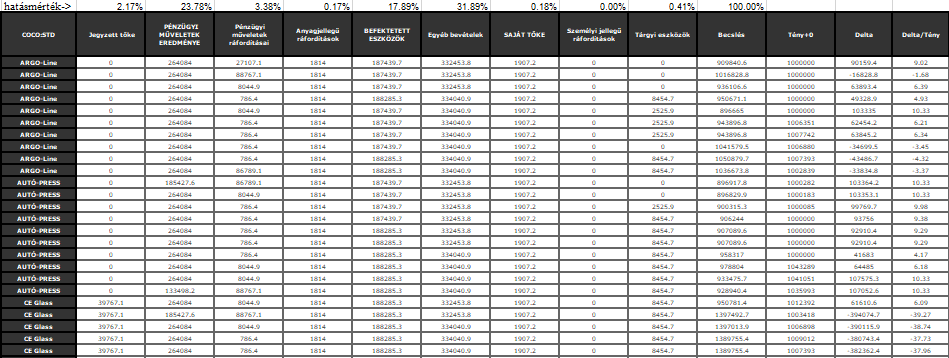 hatásmérték-> 2.17% 23.78% 3.38% 0.17% 17.89% 31.89% 0.18% 0.00% 0.41% 100.00%
COCO:STD Jegyzett tőke PÉNZÜGYI MŰVELETEK EREDMÉNYE Pénzügyi műveletek ráfordításai Anyagjellegű ráfordítások BEFEKTETETT ESZKÖZÖK Egyéb bevételek SAJÁT TŐKE Személyi jellegű ráfordítások Tárgyi eszközök Becslés Tény+0 Delta Delta/Tény
ARGO-Line 0 264084 27107.1 1814 187439.7 332453.8 1907.2 0 0 909840.6 1000000 90159.4 9.02
ARGO-Line 0 264084 88767.1 1814 187439.7 332453.8 1907.2 0 0 1016828.8 1000000 -16828.8 -1.68
ARGO-Line 0 264084 8044.9 1814 187439.7 332453.8 1907.2 0 0 936106.6 1000000 63893.4 6.39
ARGO-Line 0 264084 786.4 1814 188285.3 334040.9 1907.2 0 8454.7 950671.1 1000000 49328.9 4.93
ARGO-Line 0 264084 786.4 1814 187439.7 334040.9 1907.2 0 2525.9 896665 1000000 103335 10.33
ARGO-Line 0 264084 8044.9 1814 187439.7 334040.9 1907.2 0 2525.9 943896.8 1006351 62454.2 6.21
ARGO-Line 0 264084 8044.9 1814 187439.7 334040.9 1907.2 0 2525.9 943896.8 1007742 63845.2 6.34
ARGO-Line 0 264084 786.4 1814 187439.7 332453.8 1907.2 0 0 1041579.5 1006880 -34699.5 -3.45
ARGO-Line 0 264084 786.4 1814 188285.3 332453.8 1907.2 0 8454.7 1050879.7 1007393 -43486.7 -4.32
ARGO-Line 0 264084 86789.1 1814 188285.3 332453.8 1907.2 0 8454.7 1036673.8 1002839 -33834.8 -3.37
AUTÓ-PRESS 0 185427.6 86789.1 1814 187439.7 332453.8 1907.2 0 0 896917.8 1000282 103364.2 10.33
AUTÓ-PRESS 0 264084 8044.9 1814 187439.7 332453.8 1907.2 0 0 896829.9 1000183 103353.1 10.33
AUTÓ-PRESS 0 264084 786.4 1814 187439.7 332453.8 1907.2 0 2525.9 900315.3 1000085 99769.7 9.98
AUTÓ-PRESS 0 264084 786.4 1814 187439.7 332453.8 1907.2 0 8454.7 906244 1000000 93756 9.38
AUTÓ-PRESS 0 264084 786.4 1814 188285.3 332453.8 1907.2 0 8454.7 907089.6 1000000 92910.4 9.29
AUTÓ-PRESS 0 264084 786.4 1814 188285.3 332453.8 1907.2 0 8454.7 907089.6 1000000 92910.4 9.29
AUTÓ-PRESS 0 264084 786.4 1814 188285.3 334040.9 1907.2 0 8454.7 958317 1000000 41683 4.17
AUTÓ-PRESS 0 264084 8044.9 1814 188285.3 334040.9 1907.2 0 8454.7 978804 1043289 64485 6.18
AUTÓ-PRESS 0 264084 8044.9 1814 188285.3 332453.8 1907.2 0 8454.7 933475.7 1041051 107575.3 10.33
AUTÓ-PRESS 0 133498.2 88767.1 1814 188285.3 334040.9 1907.2 0 8454.7 928940.4 1035993 107052.6 10.33
CE Glass 39767.1 264084 8044.9 1814 188285.3 334040.9 1907.2 0 8454.7 950781.4 1012392 61610.6 6.09
CE Glass 39767.1 185427.6 88767.1 1814 188285.3 334040.9 1907.2 0 8454.7 1397492.7 1003418 -394074.7 -39.27
CE Glass 39767.1 264084 8044.9 1814 188285.3 334040.9 1907.2 0 8454.7 1397013.9 1006898 -390115.9 -38.74
CE Glass 39767.1 264084 786.4 1814 188285.3 334040.9 1907.2 0 8454.7 1389755.4 1009012 -380743.4 -37.73
CE Glass 39767.1 264084 786.4 1814 188285.3 334040.9 1907.2 0 8454.7 1389755.4 1007393 -382362.4 -37.96